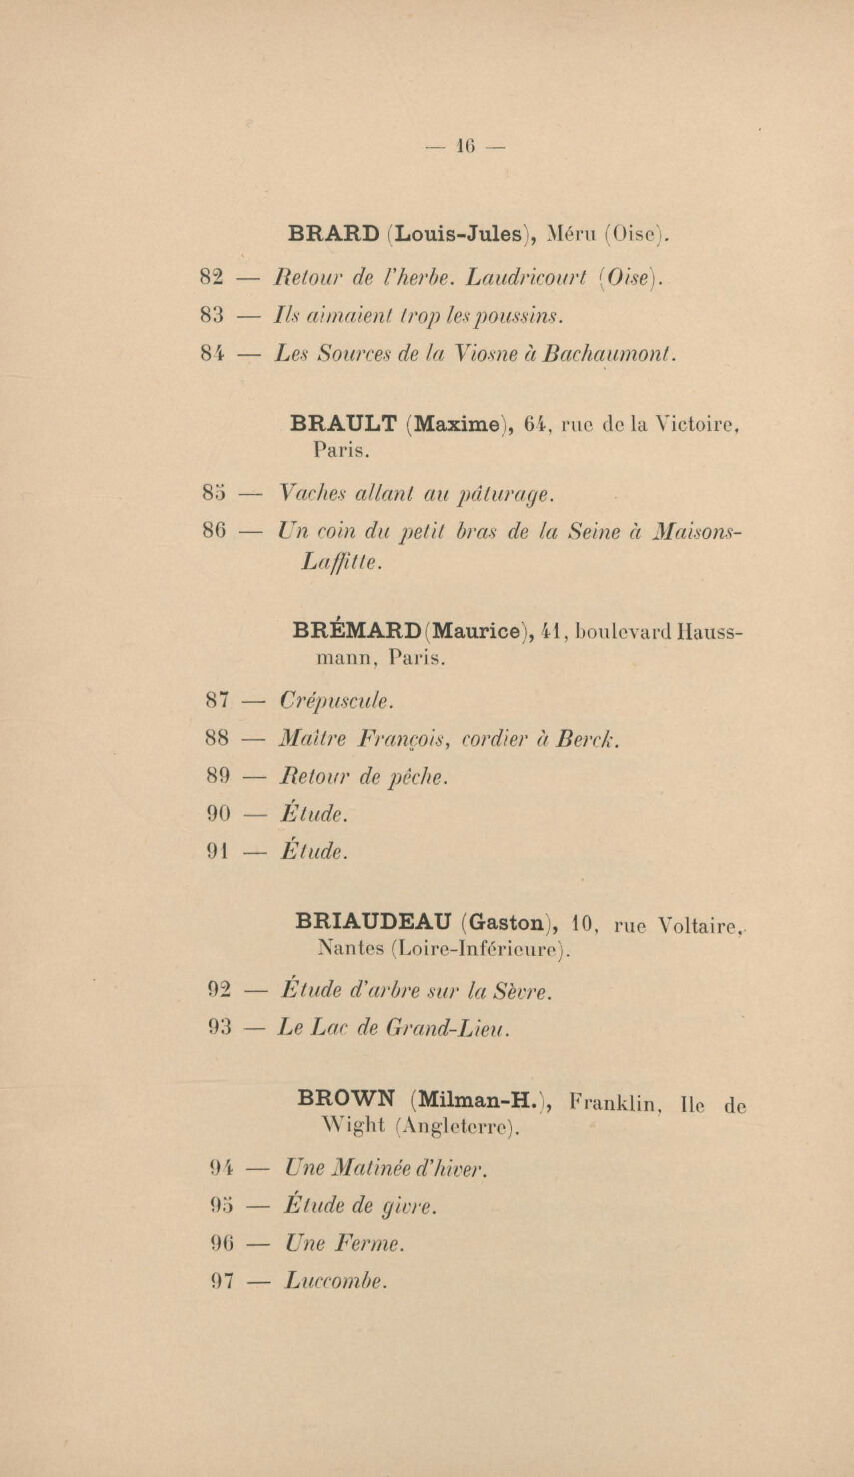 — 16 —
BRARD (Louis-Jules), Méru (Oise).
82 — Retour de l'herbe. Laudricourt (Oise).
83 — Ils aimaient trop les poussins.
84 — Les Sources de la Viosne à Bachaumont.
BRAULT (Maxime), 64, rue de la Victoire,
Paris.
85 — Vaches allant au pâturage.
86 — Un coin du petit bras de la Seine à Maisons-
Laffitte.
BRÉMARD (Maurice), 41, boulevard Hauss-
mann, Paris.
87 — Crépuscule.
88 — Maître François, cordier à Berck.
89 — Retour de pêche.
90 — Étude.
91 — Étude.
BRIAUDEAU (Gaston), 10, rue Voltaire,
Nantes (Loire-Inférieure).
92 — Étude d'arbre sur la Sèvre.
93 — Le Lac de Grand-Lieu.
BROWN (Milman-H.), Franklin, Ile de
Wight (Angleterre).
94 — Une Matinée d'hiver.
95 — Étude de givre.
96 — Une Ferme.
97 — Luccombe.